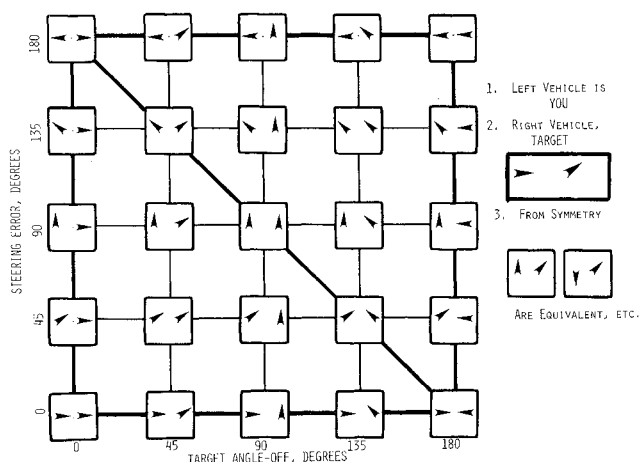 180
135
90
45
0
STEERING ERROR, DEGREES
0
45
90
135
180
TARGET ANGLE-OFF, DEGREES
1. LEFT VEHICLE IS
YOU
2. RIGHT VEHICLE,
TARGET
3. FROM SYMMETRY
ARE EQUIVALENT, ETC.